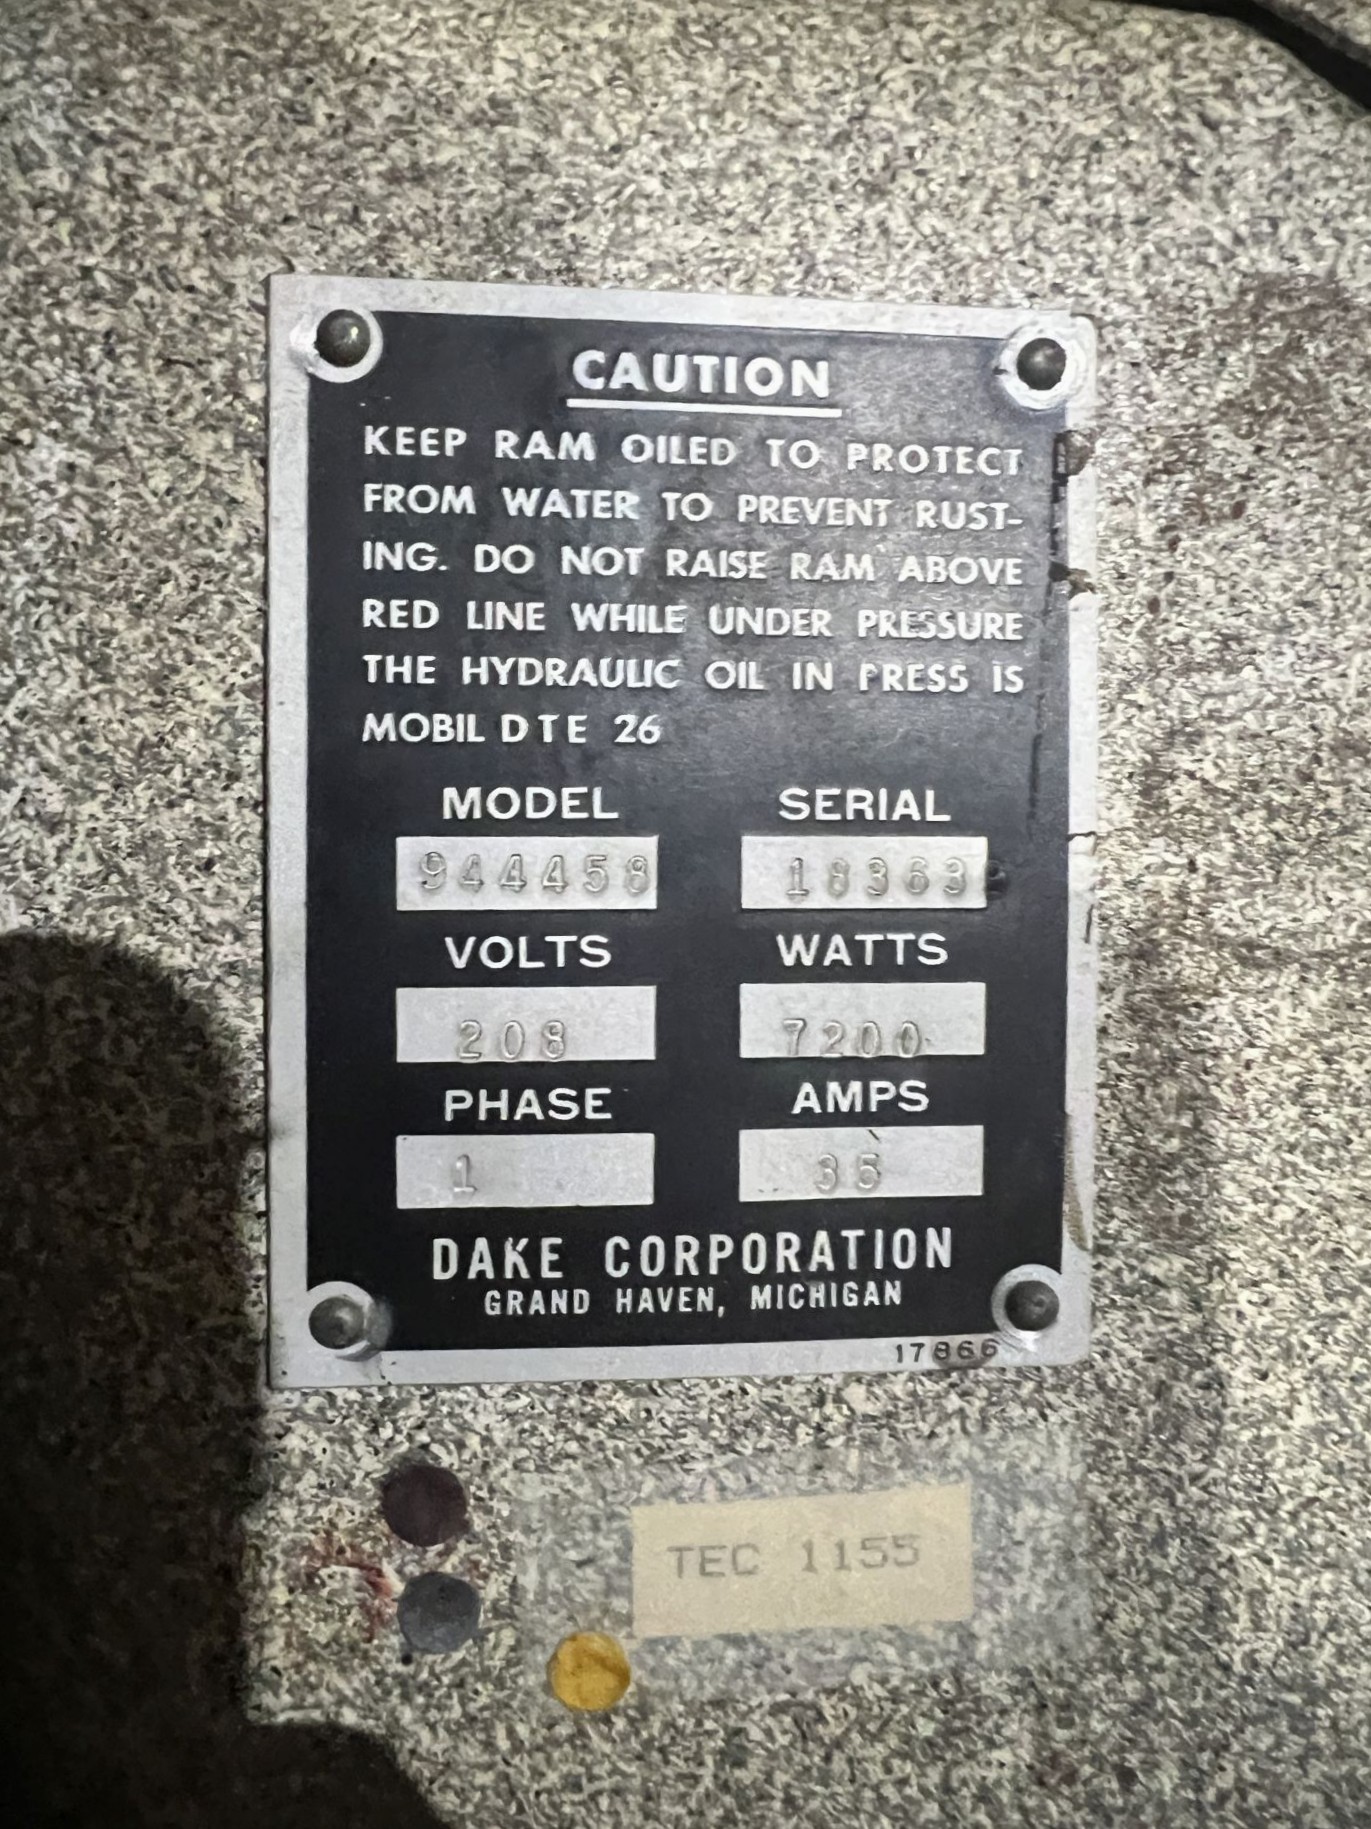 CAUTION
KEEP RAM OILED TO PROTECT
FROM WATER TO PREVENT RUST-
ING. DO NOT RAISE RAM ABOVE
RED LINE WHILE UNDER PRESSURE
THE HYDRAULIC OIL IN PRESS IS
MOBIL DTE 26
MODEL SERIAL
944458 18363
VOLTS WATTS
208 7200
PHASE AMPS
1 35
DAKE CORPORATION
GRAND HAVEN, MICHIGAN
17866
TEC 1155